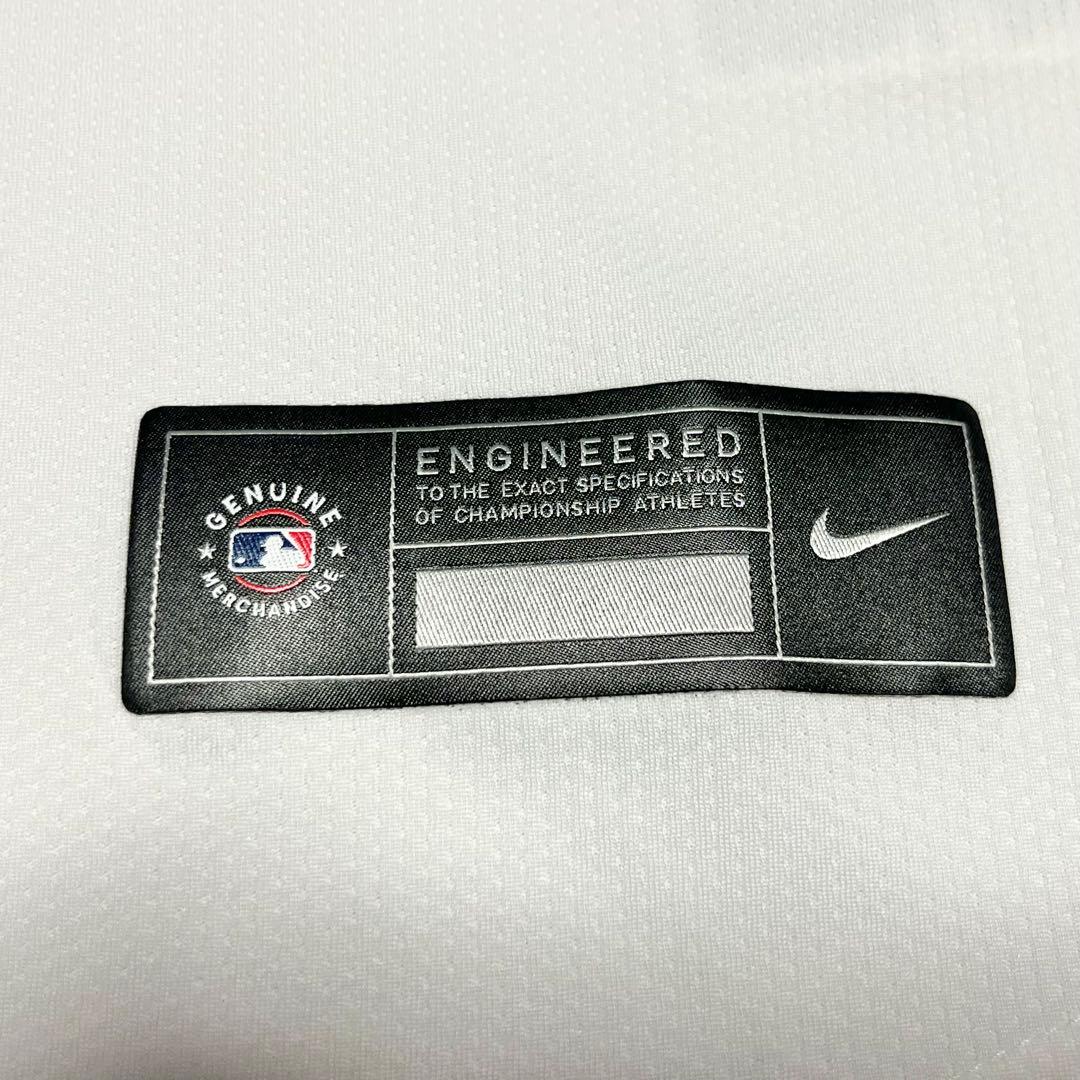 GENUINE
MERCHANDISE
ENGINEERED
TO THE EXACT SPECIFICATIONS
OF CHAMPIONSHIP ATHLETES